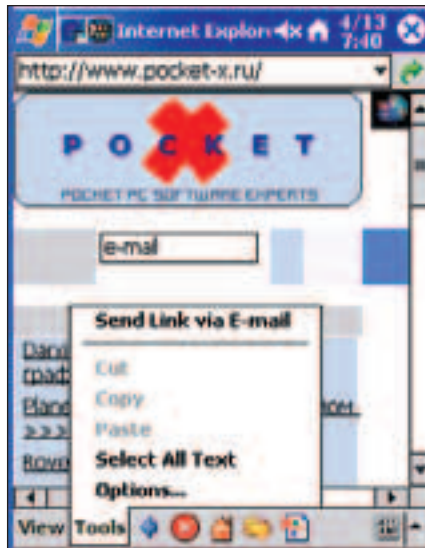 Internet Explor 4/13
7:40
http://www.pocket-x.ru/
POCKET
POCKET PC SOFTWARE EXPERTS
e-mail
Send Link via E-mail
Cut
Copy
Paste
Select All Text
Options...
>>>
View Tools